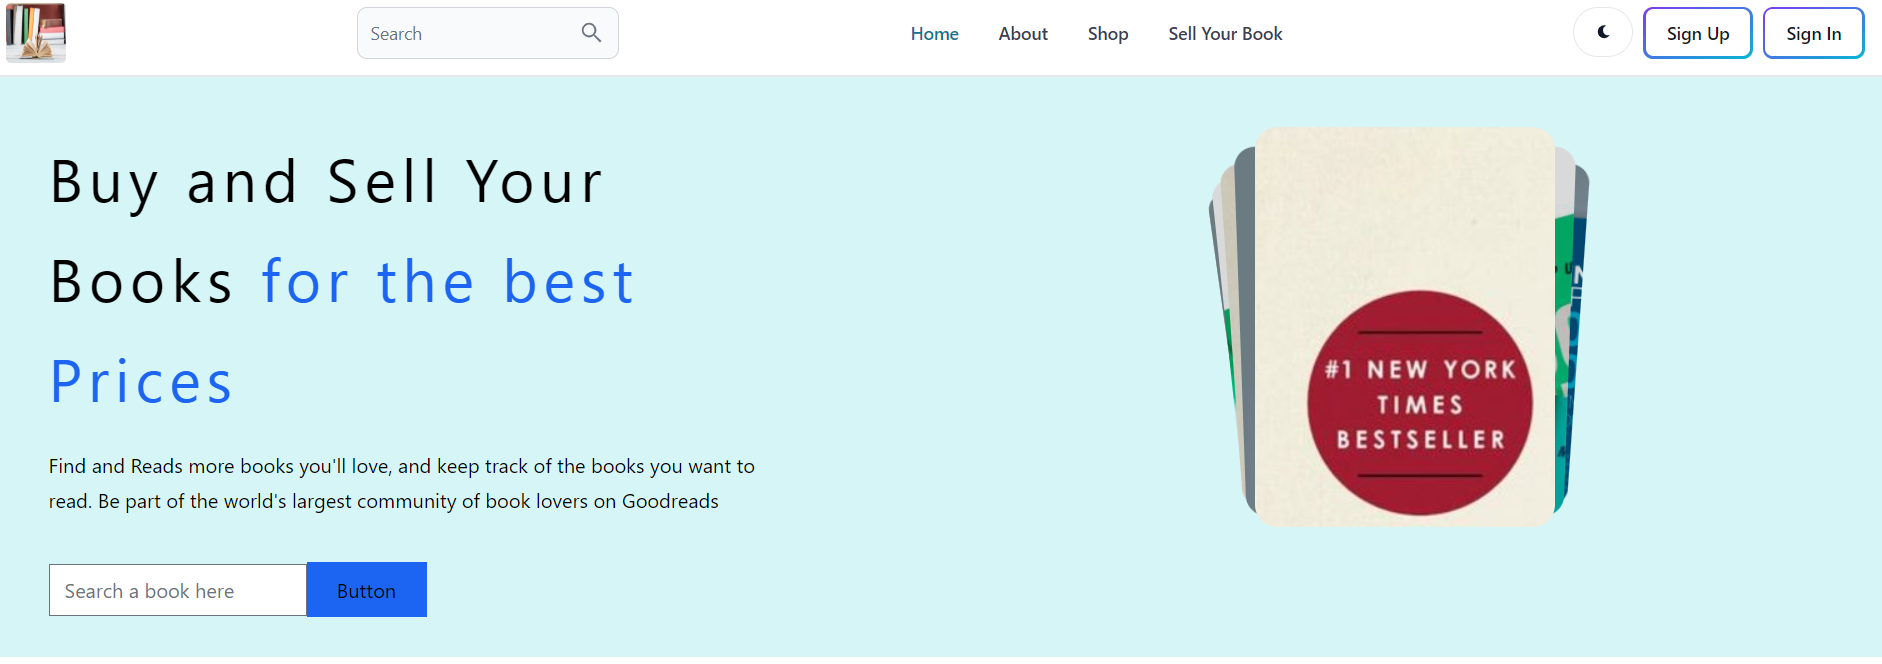 Search
Home About Shop Sell Your Book
Sign Up Sign In
Buy and Sell Your
Books for the best
Prices
Find and Reads more books you'll love, and keep track of the books you want to
read. Be part of the world's largest community of book lovers on Goodreads
Search a book here Button
#1 NEW YORK
TIMES
BESTSELLER